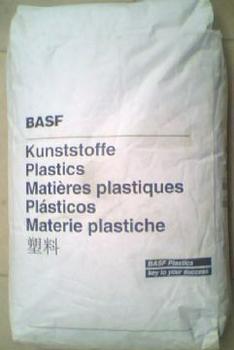 BASF
Kunststoffe
Plastics
Matières plastiques
Plásticos
Materie plastiche
塑料
BASF Plastics
key to your success